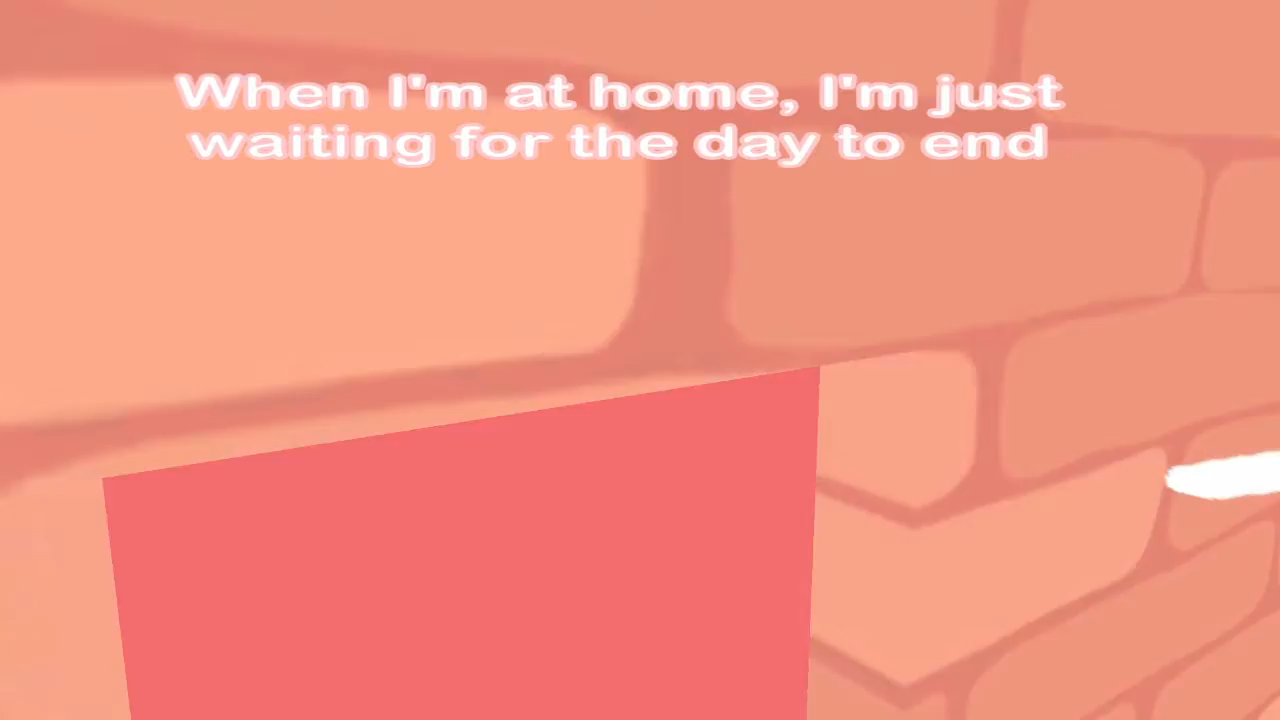 When I'm at home, I'm just
waiting for the day to end